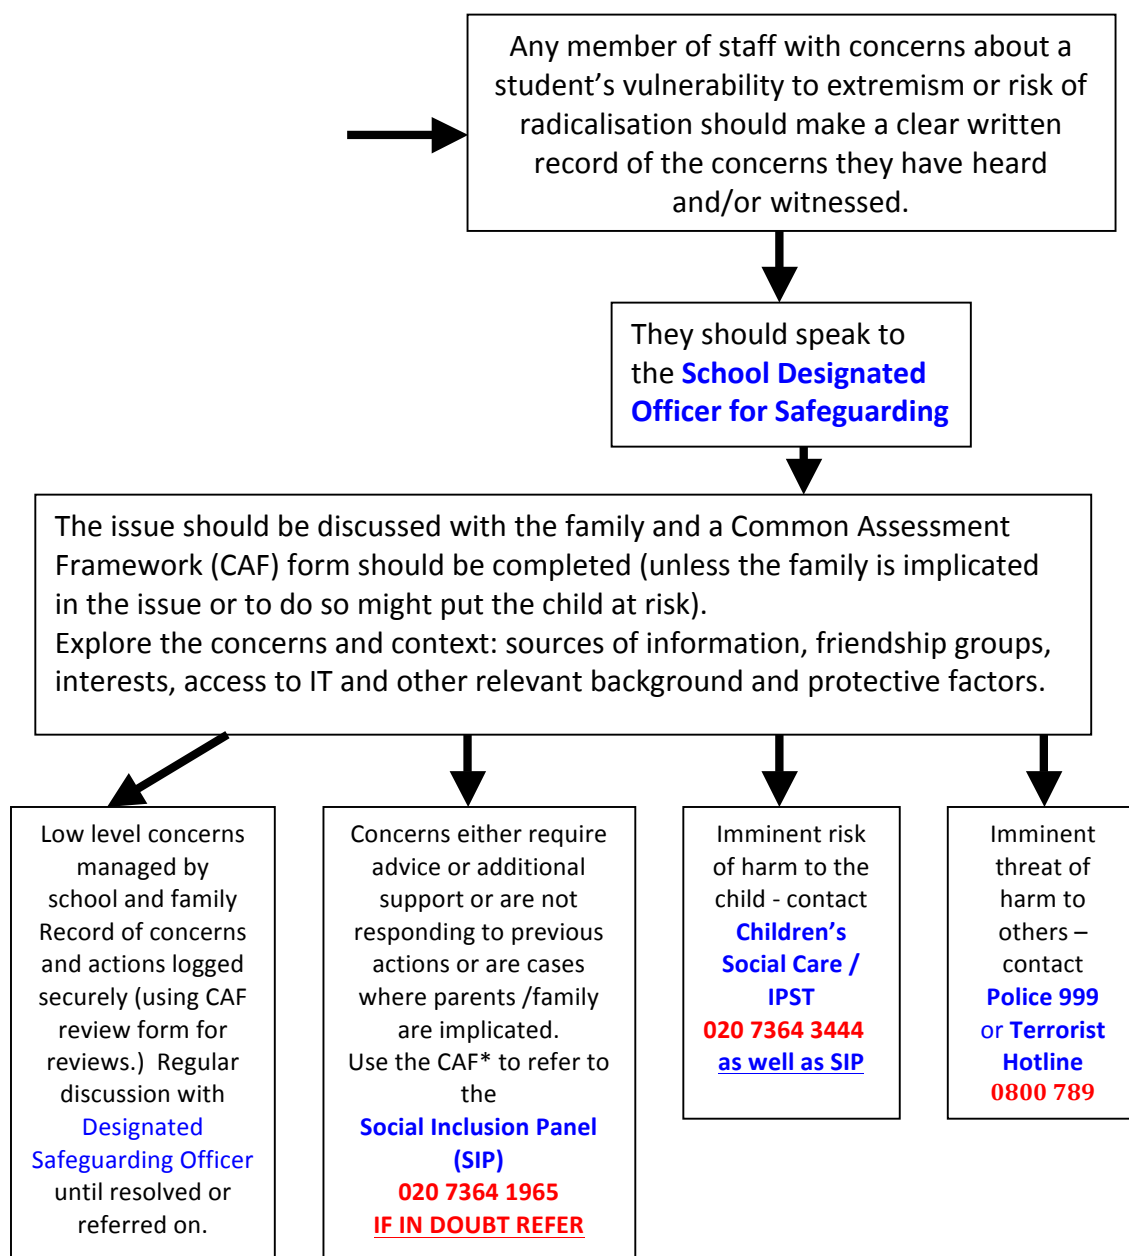 Any member of staff with concerns about a
student’s vulnerability to extremism or risk of
radicalisation should make a clear written
record of the concerns they have heard
and/or witnessed.
They should speak to
the School Designated
Officer for Safeguarding
The issue should be discussed with the family and a Common Assessment
Framework (CAF) form should be completed (unless the family is implicated
in the issue or to do so might put the child at risk).
Explore the concerns and context: sources of information, friendship groups,
interests, access to IT and other relevant background and protective factors.
Low level concerns
managed by
school and family
Record of concerns
and actions logged
securely (using CAF
review form for
reviews.) Regular
discussion with
Designated
Safeguarding Officer
until resolved or
referred on.
Concerns either require
advice or additional
support or are not
responding to previous
actions or are cases
where parents /family
are implicated.
Use the CAF* to refer to
the
Social Inclusion Panel
(SIP)
020 7364 1965
IF IN DOUBT REFER
Imminent risk
of harm to the
child - contact
Children’s
Social Care /
IPST
020 7364 3444
as well as SIP
Imminent
threat of
harm to
others –
contact
Police 999
or Terrorist
Hotline
0800 789